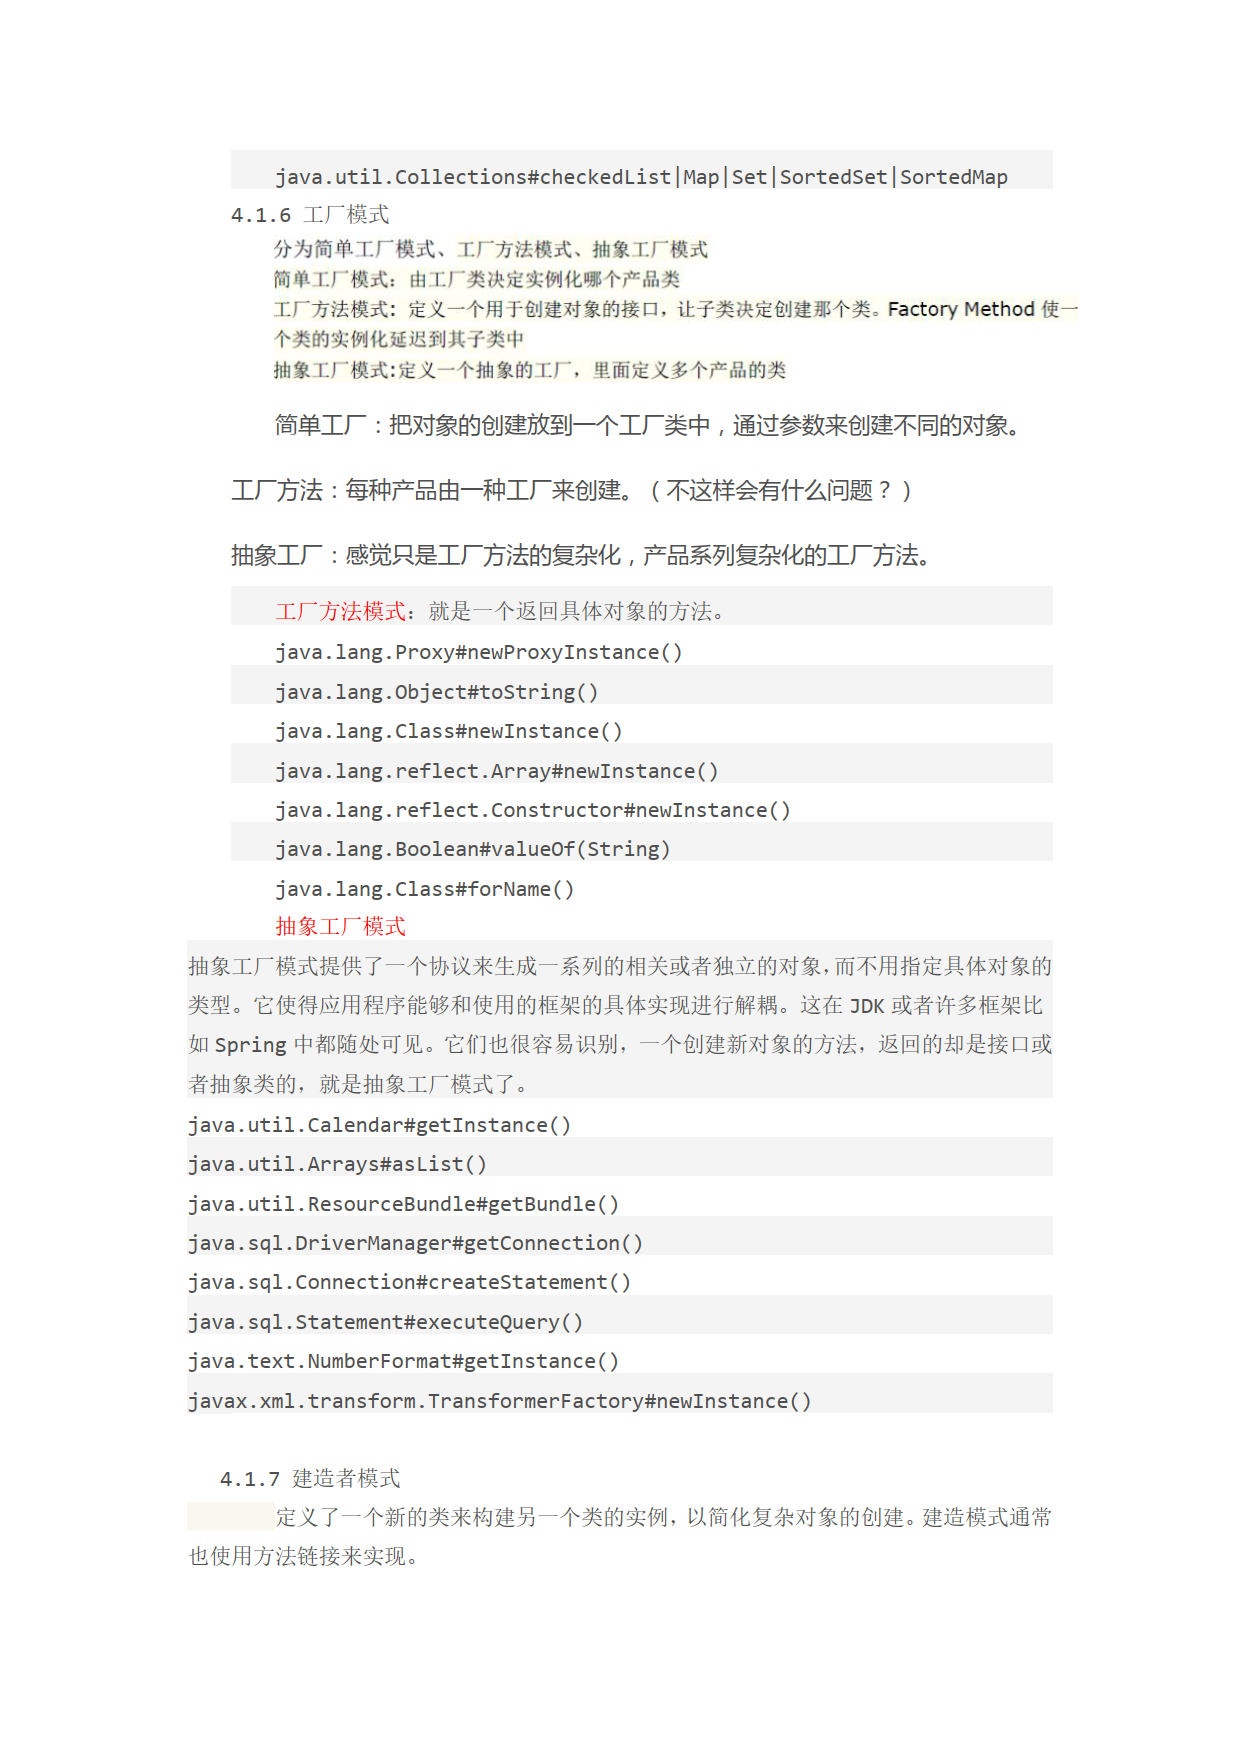 java.util.Collections#checkedList|Map|Set|SortedSet|SortedMap
4.1.6 工厂模式
分为简单工厂模式、工厂方法模式、抽象工厂模式
简单工厂模式：由工厂类决定实例化哪个产品类
工厂方法模式: 定义一个用于创建对象的接口，让子类决定创建那个类。Factory Method 使一
个类的实例化延迟到其子类中
抽象工厂模式:定义一个抽象的工厂，里面定义多个产品的类
简单工厂：把对象的创建放到一个工厂类中，通过参数来创建不同的对象。
工厂方法：每种产品由一种工厂来创建。（不这样会有什么问题？）
抽象工厂：感觉只是工厂方法的复杂化，产品系列复杂化的工厂方法。
工厂方法模式：就是一个返回具体对象的方法。
java.lang.Proxy#newProxyInstance()
java.lang.Object#toString()
java.lang.Class#newInstance()
java.lang.reflect.Array#newInstance()
java.lang.reflect.Constructor#newInstance()
java.lang.Boolean#valueOf(String)
java.lang.Class#forName()
抽象工厂模式
抽象工厂模式提供了一个协议来生成一系列的相关或者独立的对象，而不用指定具体对象的
类型。它使得应用程序能够和使用的框架的具体实现进行解耦。这在 JDK 或者许多框架比
如 Spring 中都随处可见。它们也很容易识别，一个创建新对象的方法，返回的却是接口或
者抽象类的，就是抽象工厂模式了。
java.util.Calendar#getInstance()
java.util.Arrays#asList()
java.util.ResourceBundle#getBundle()
java.sql.DriverManager#getConnection()
java.sql.Connection#createStatement()
java.sql.Statement#executeQuery()
java.text.NumberFormat#getInstance()
javax.xml.transform.TransformerFactory#newInstance()
4.1.7 建造者模式
定义了一个新的类来构建另一个类的实例，以简化复杂对象的创建。建造模式通常
也使用方法链接来实现。